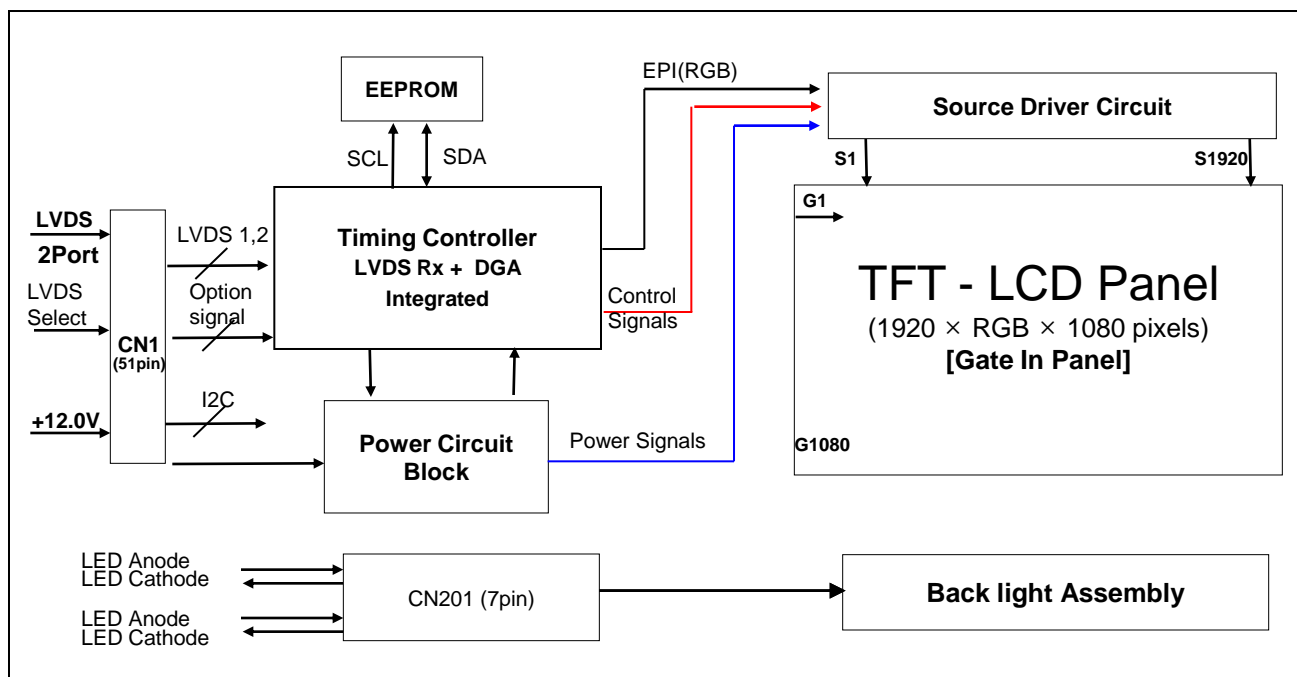 EEPROM
SCL
SDA
EPI(RGB)
Source Driver Circuit
S1
S1920
LVDS
2Port
LVDS
Select
+12.0V
CN1
(51pin)
LVDS 1,2
Option
signal
I2C
Timing Controller
LVDS Rx + DGA
Integrated
Control
Signals
Power Circuit
Block
Power Signals
G1
TFT - LCD Panel
(1920 × RGB × 1080 pixels)
[Gate In Panel]
G1080
LED Anode
LED Cathode
LED Anode
LED Cathode
CN201 (7pin)
Back light Assembly